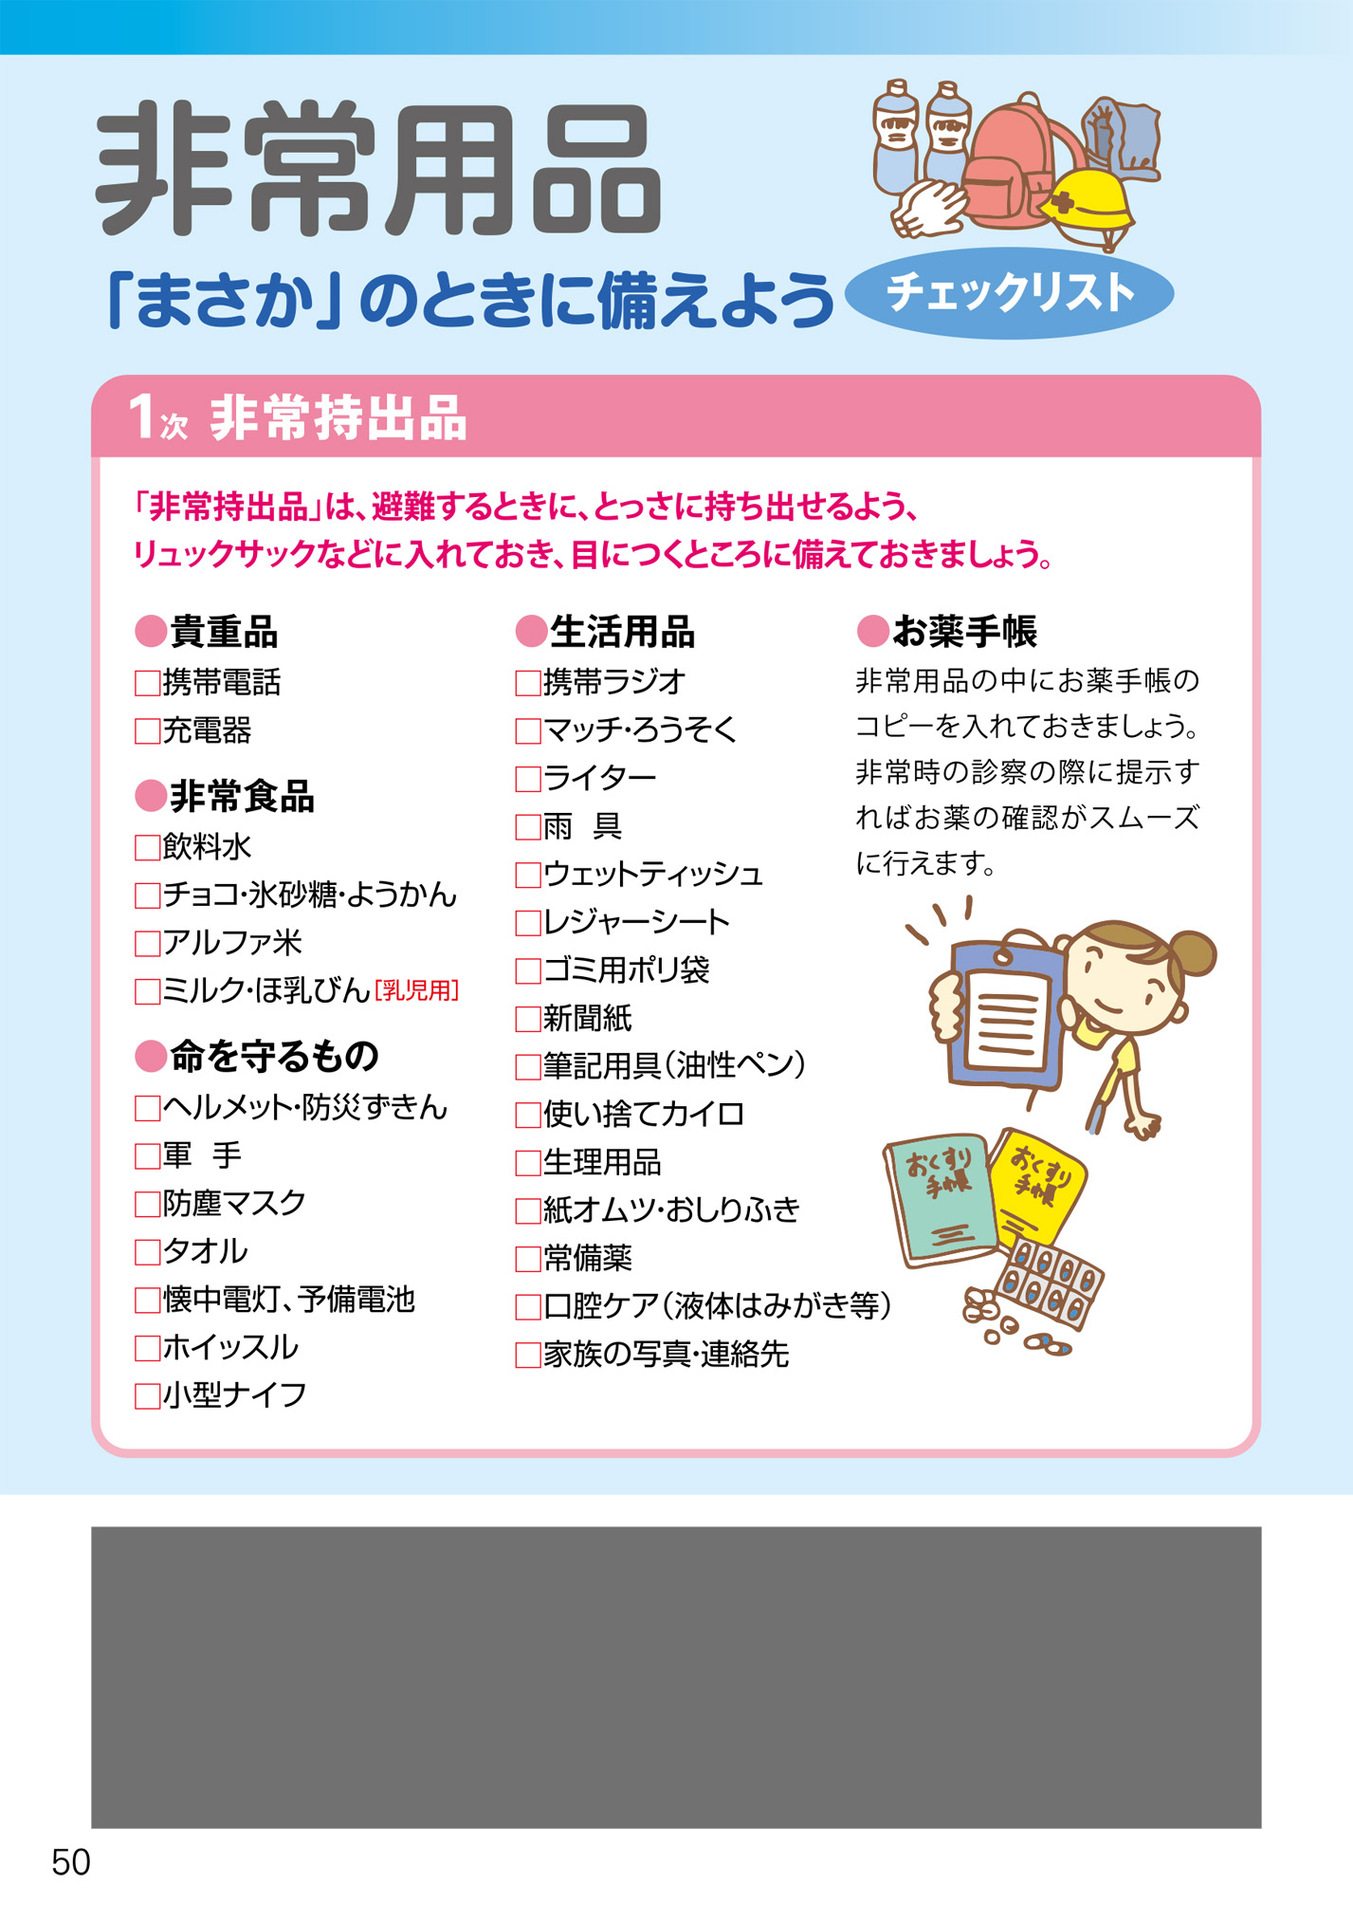 非常用品
「まさか」のときに備えよう
チェックリスト
1次 非常持出品
「非常持出品」は、避難するときに、とっさに持ち出せるよう、
リュックサックなどに入れておき、目につくところに備えておきましょう。
●貴重品
□携帯電話
□充電器
●非常食品
□飲料水
□チョコ・氷砂糖・ようかん
□アルファ米
□ミルク・ほ乳びん[乳児用]
●命を守るもの
□ヘルメット・防災ずきん
□軍 手
□防塵マスク
□タオル
□懐中電灯、予備電池
□ホイッスル
□小型ナイフ
●生活用品
□携帯ラジオ
□マッチ・ろうそく
□ライター
□雨 具
□ウェットティッシュ
□レジャーシート
□ゴミ用ポリ袋
□新聞紙
□筆記用具(油性ペン)
□使い捨てカイロ
□生理用品
□紙オムツ・おしりふき
□常備薬
□口腔ケア(液体はみがき等)
□家族の写真・連絡先
●お薬手帳
非常用品の中にお薬手帳の
コピーを入れておきましょう。
非常時の診察の際に提示す
ればお薬の確認がスムーズ
に行えます。
おくすり
手帳
おくすり
手帳
50